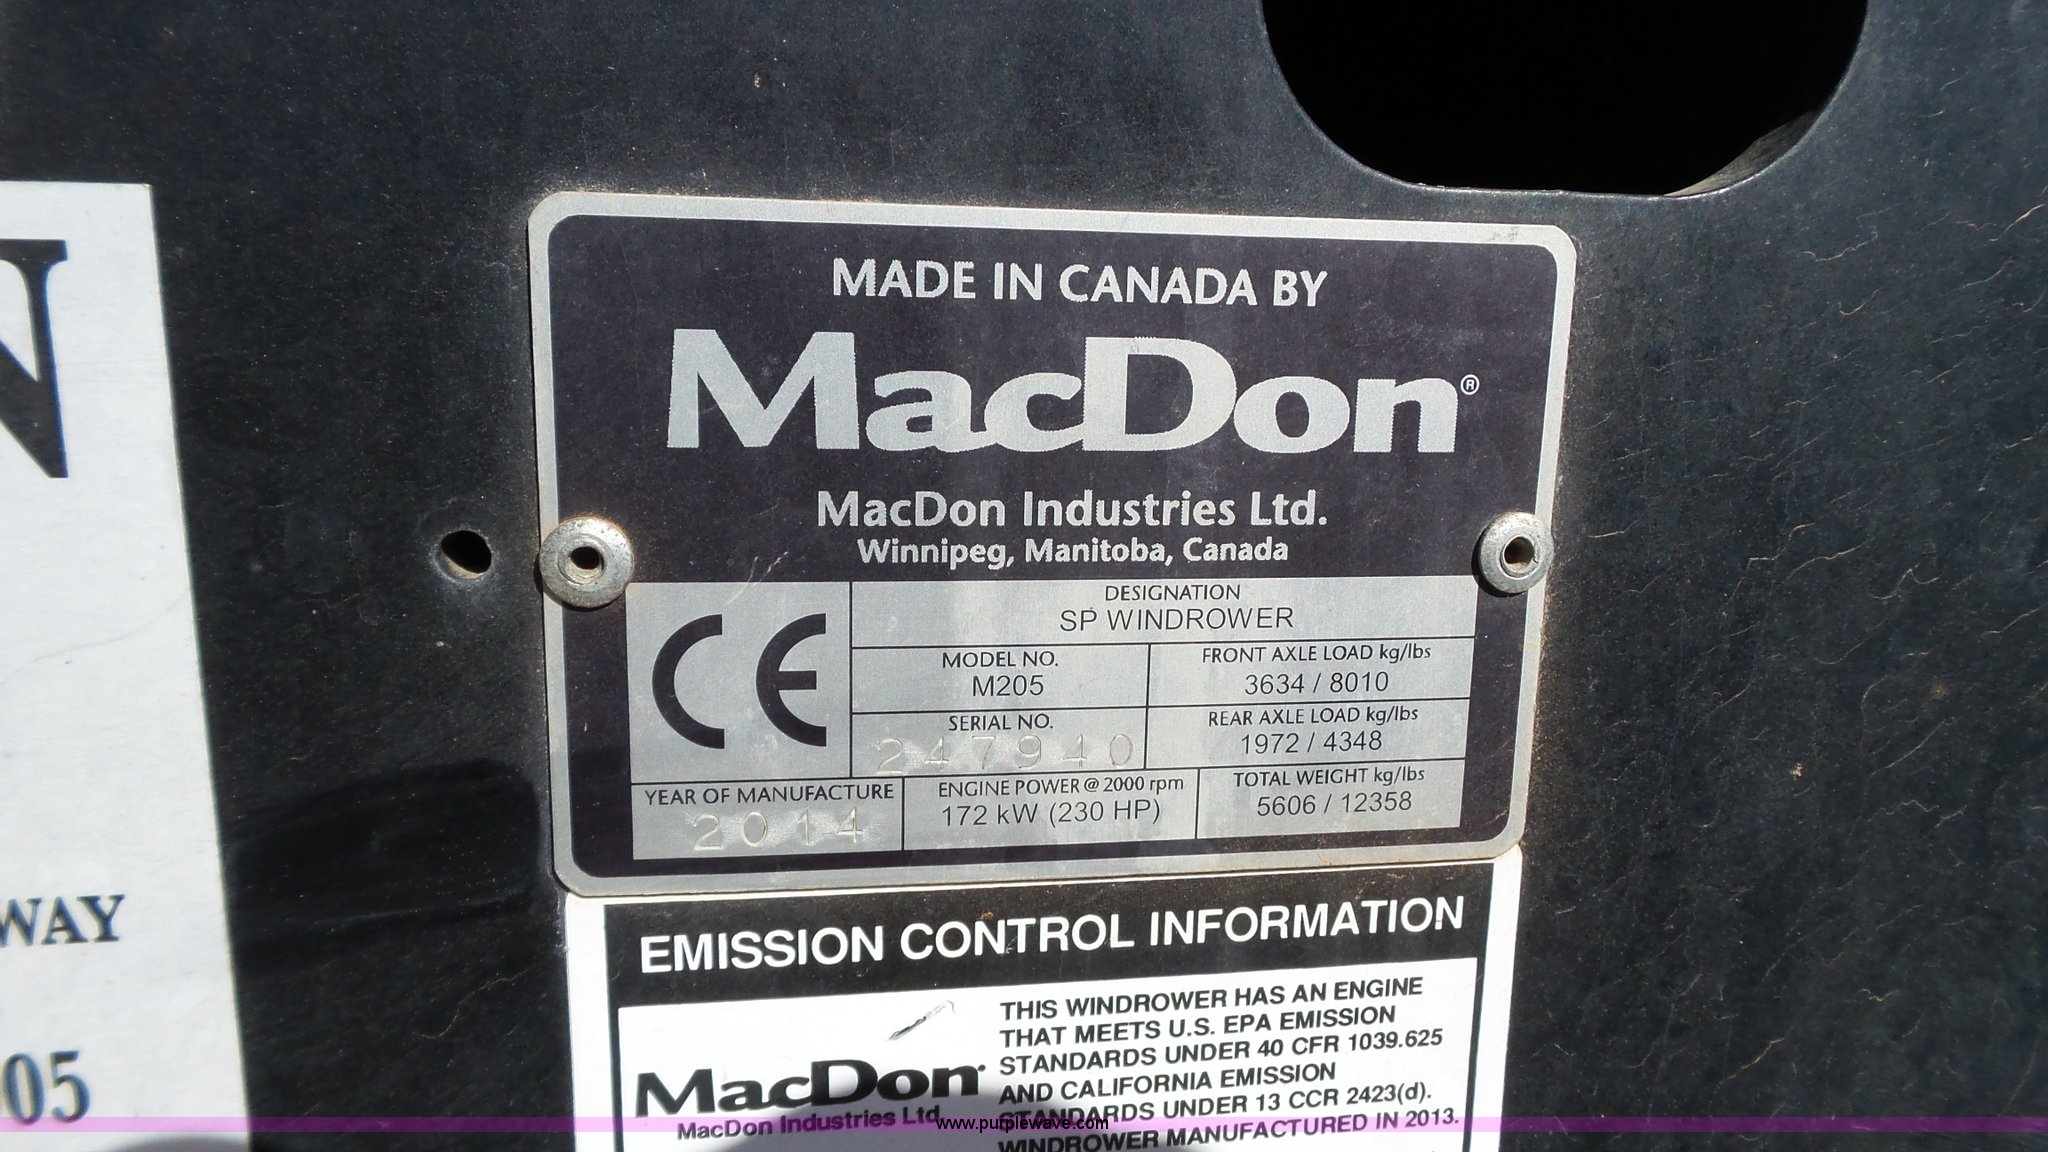 N
WAY
05
MADE IN CANADA BY
MacDon®
MacDon Industries Ltd.
Winnipeg, Manitoba, Canada
CE
DESIGNATION
SP WINDROWER
MODEL NO.
M205
FRONT AXLE LOAD kg/lbs
3634 / 8010
SERIAL NO.
247940
REAR AXLE LOAD kg/lbs
1972 / 4348
YEAR OF MANUFACTURE
2014
ENGINE POWER @ 2000 rpm
172 kW (230 HP)
TOTAL WEIGHT kg/lbs
5606 / 12358
EMISSION CONTROL INFORMATION
MacDon
MacDon Industries Ltd.
THIS WINDROWER HAS AN ENGINE
THAT MEETS U.S. EPA EMISSION
STANDARDS UNDER 40 CFR 1039.625
AND CALIFORNIA EMISSION
STANDARDS UNDER 13 CCR 2423(d).
WINDROWER MANUFACTURED IN 2013.
www.purplewave.com